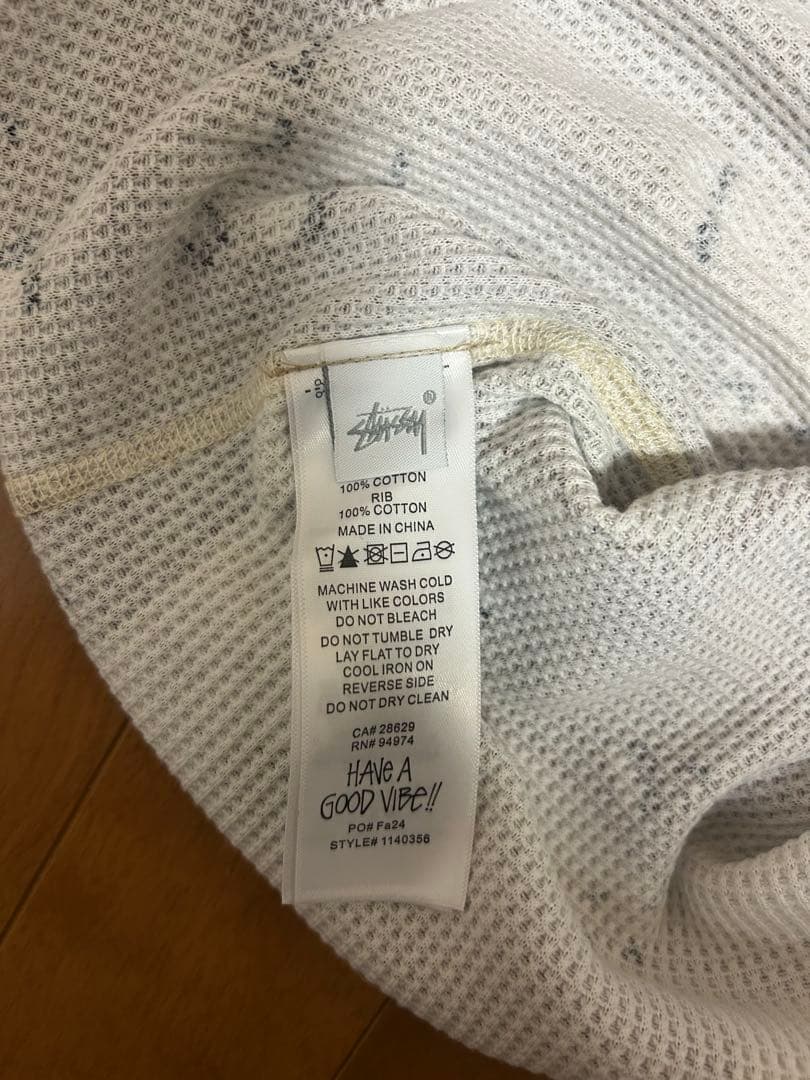 STÜSSY®
100% COTTON
RIB
100% COTTON
MADE IN CHINA
MACHINE WASH COLD
WITH LIKE COLORS
DO NOT BLEACH
DO NOT TUMBLE DRY
LAY FLAT TO DRY
COOL IRON ON
REVERSE SIDE
DO NOT DRY CLEAN
CA# 28629
RN# 94974
HAVE A
GOOD VIBE!!
PO# Fa24
STYLE# 1140356